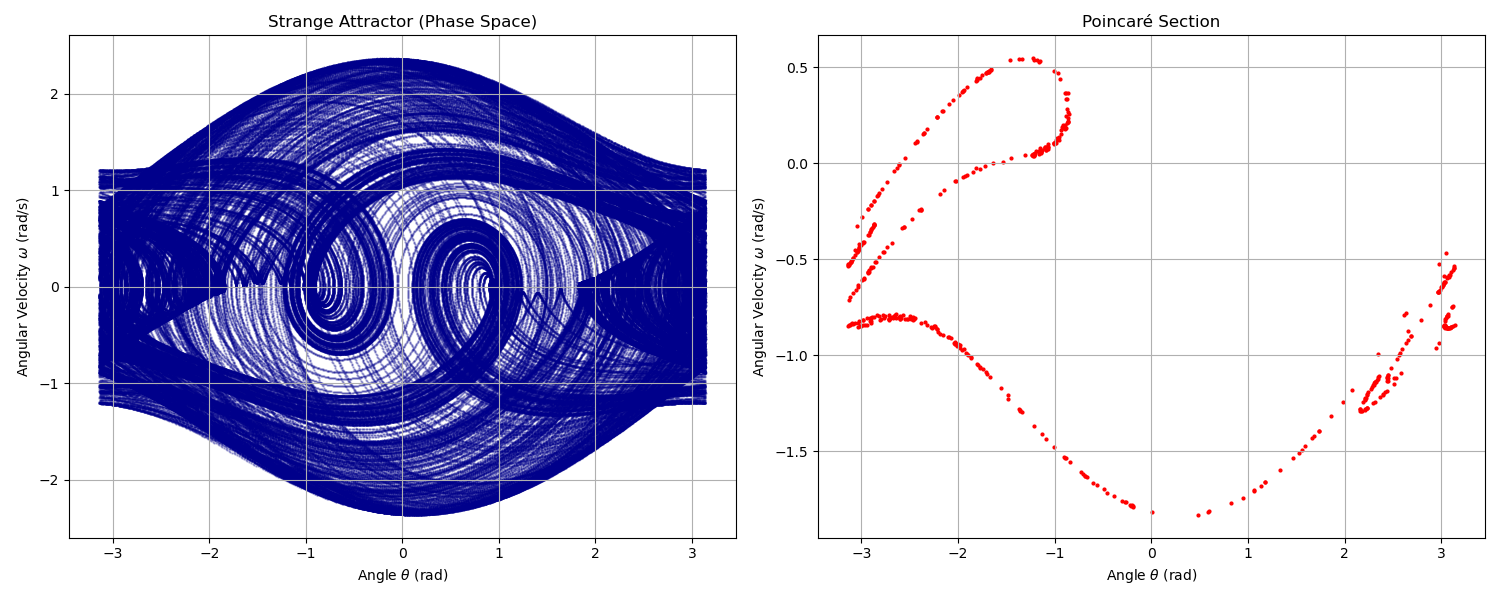 Strange Attractor (Phase Space)
Angular Velocity ω (rad/s)
2
1
0
−1
−2
−3 −2 −1 0 1 2 3
Angle θ (rad)
Poincaré Section
Angular Velocity ω (rad/s)
0.5
0.0
−0.5
−1.0
−1.5
−3 −2 −1 0 1 2 3
Angle θ (rad)